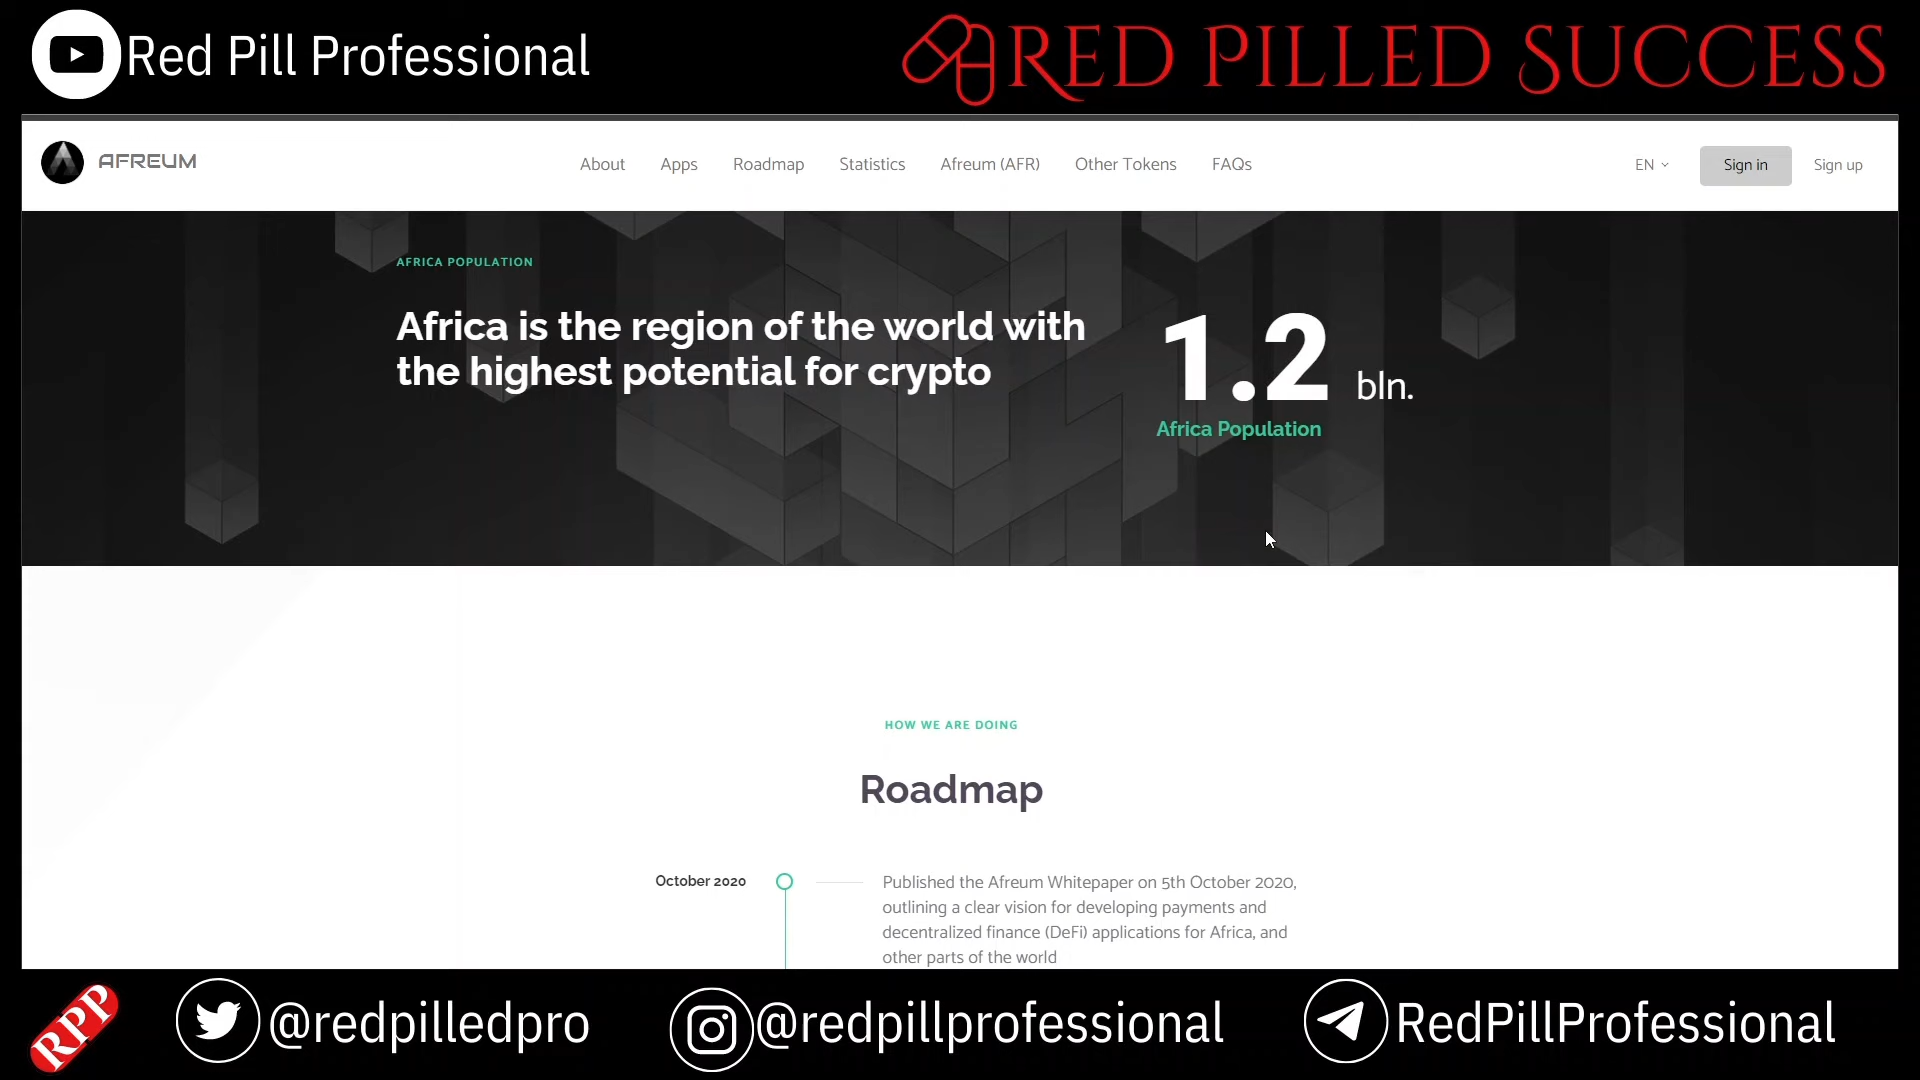 Red Pill Professional
RED PILLED SUCCESS
AFREUM
About Apps Roadmap Statistics Afreum (AFR) Other Tokens FAQs
EN Sign in Sign up
AFRICA POPULATION
Africa is the region of the world with
the highest potential for crypto
1.2 bln.
Africa Population
HOW WE ARE DOING
Roadmap
October 2020
Published the Afreum Whitepaper on 5th October 2020,
outlining a clear vision for developing payments and
decentralized finance (DeFi) applications for Africa, and
other parts of the world
RPP
@redpilledpro
@redpillprofessional
RedPillProfessional